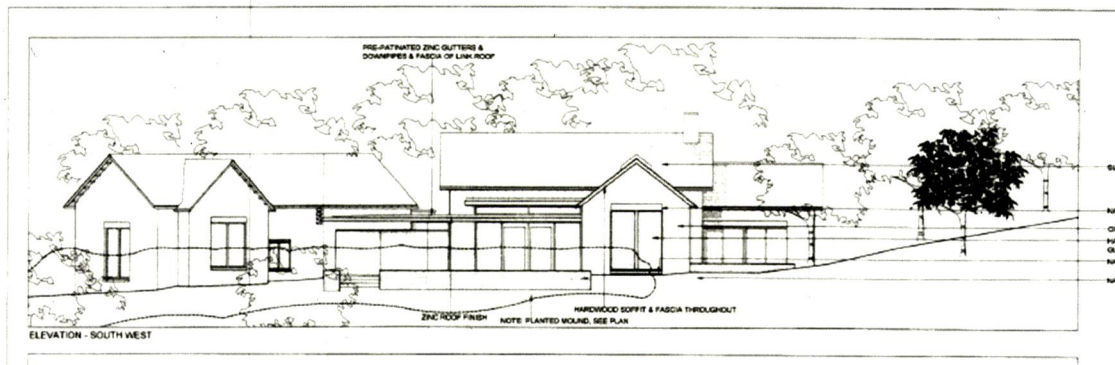 PRE-PATINATED ZINC GUTTERS &
DOWNPIPES & FASCIA OF LINK ROOF
HARDWOOD SOFFIT & FASCIA THROUGHOUT
ZINC ROOF FINISH
NOTE: PLANTED MOUND, SEE PLAN
ELEVATION - SOUTH WEST